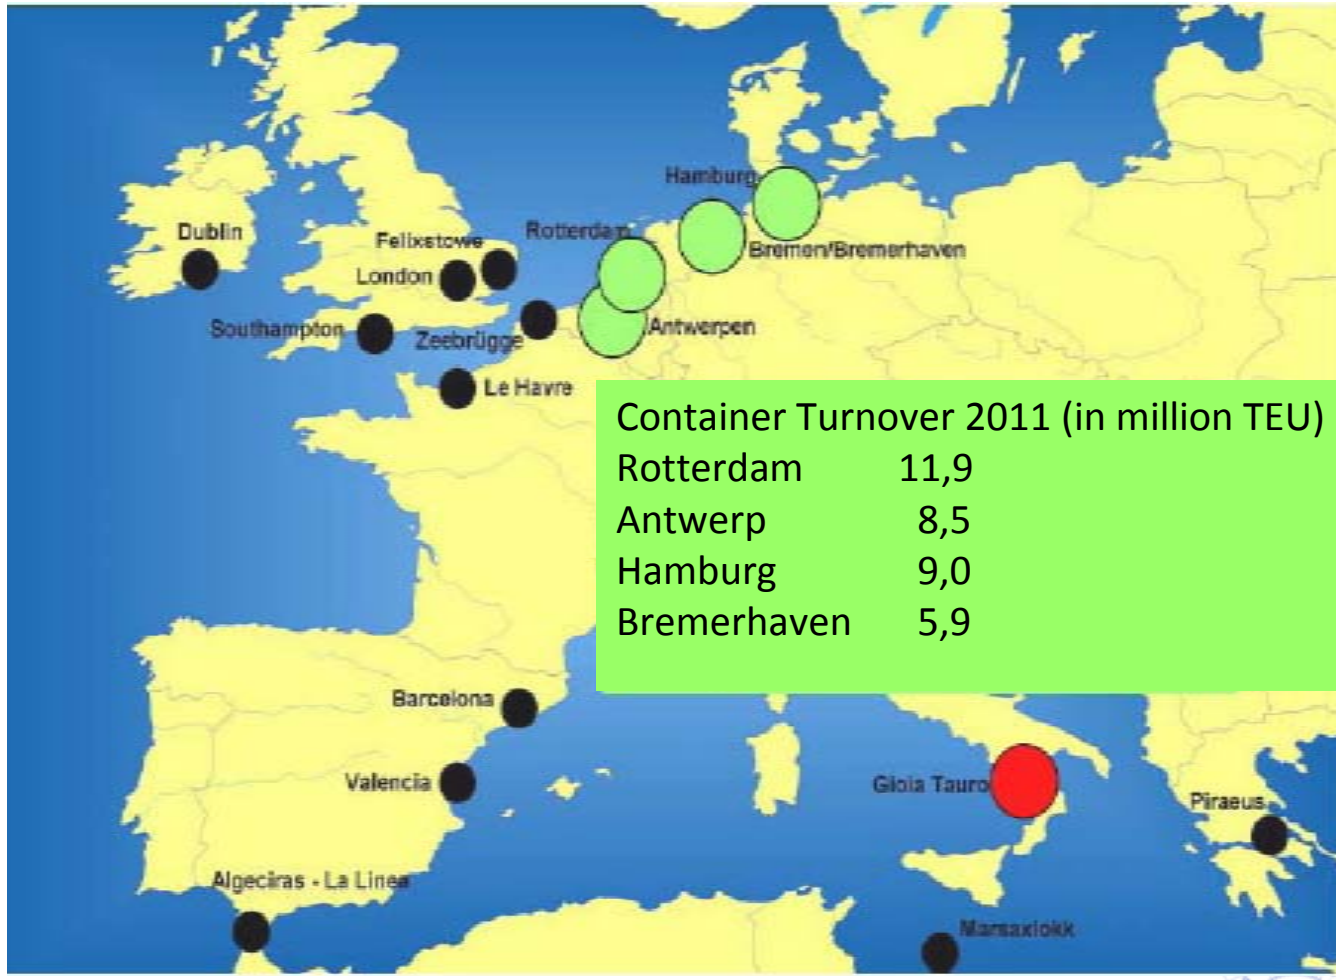 Hamburg
Dublin
Felixstowe
Rotterdam
Bremen/Bremerhaven
London
Southampton
Zeebrügge
Antwerpen
Le Havre
Container Turnover 2011 (in million TEU)
Rotterdam 11,9
Antwerp 8,5
Hamburg 9,0
Bremerhaven 5,9
Barcelona
Valencia
Gioia Tauro
Piraeus
Algeciras - La Linea
Marsaxlokk